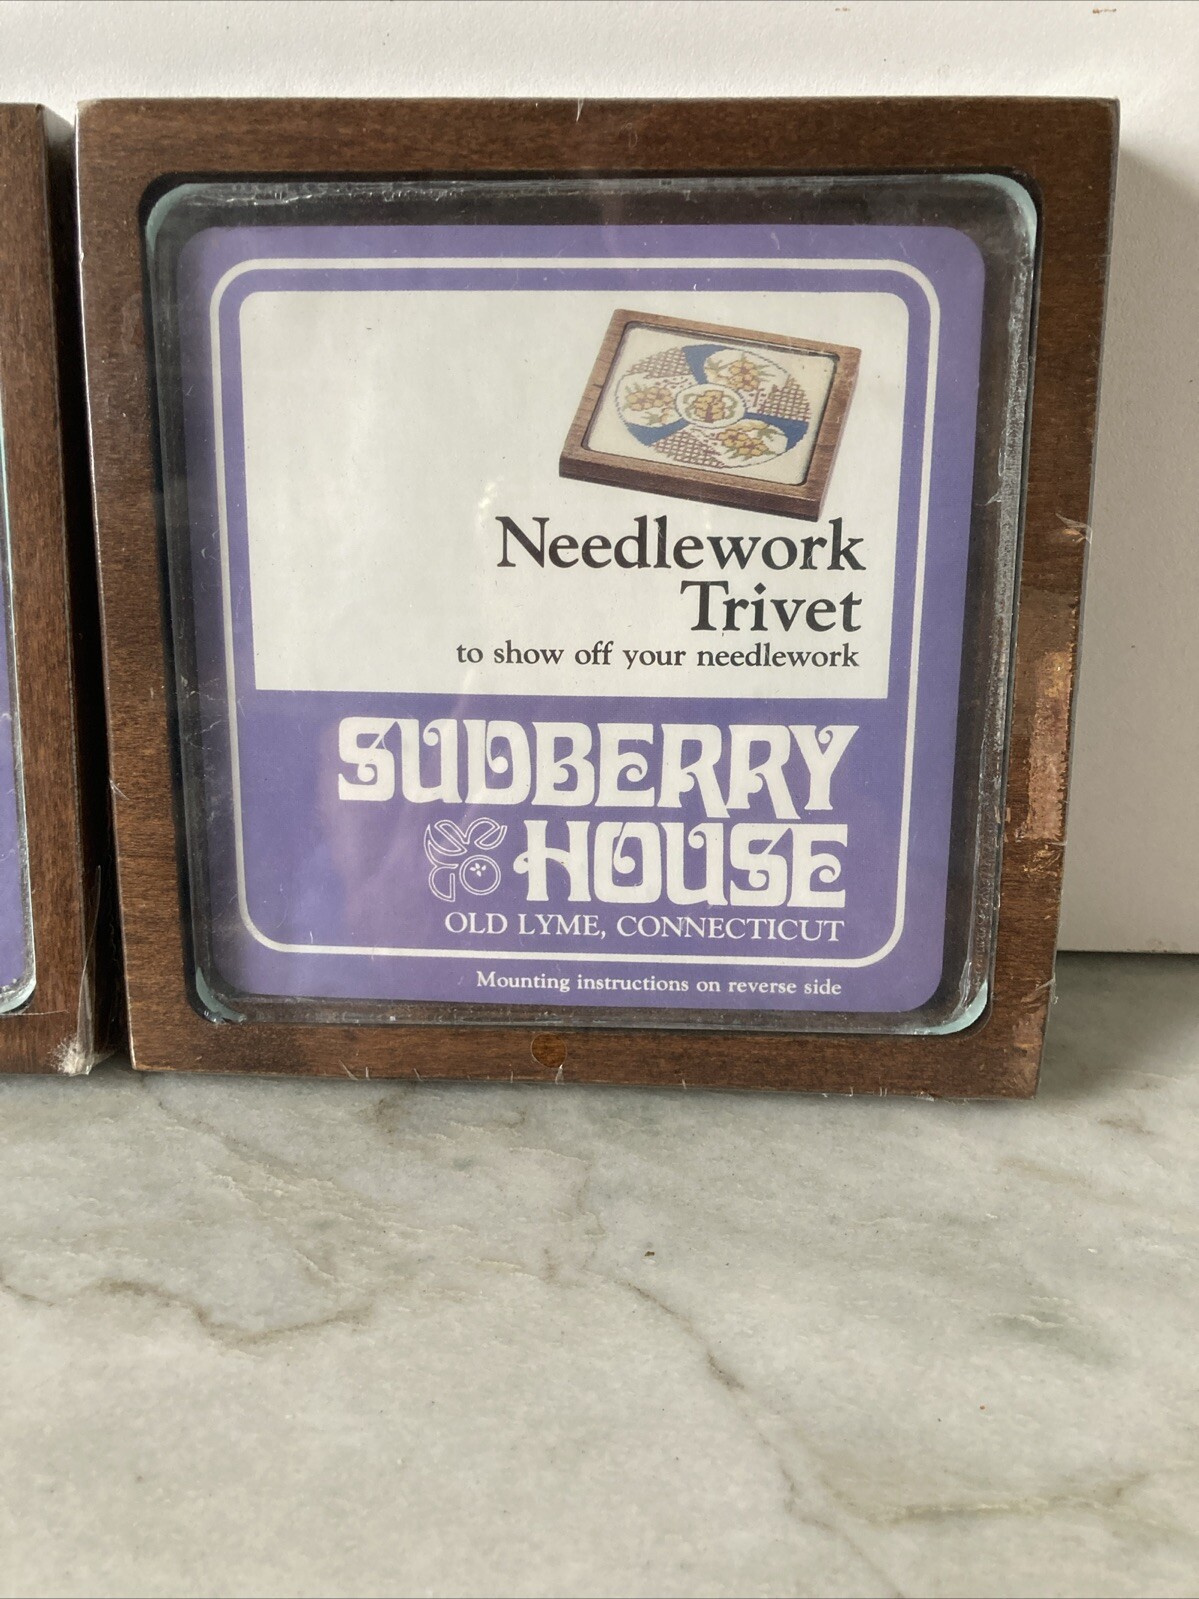 Needlework
Trivet
to show off your needlework
SUDBERRY
HOUSE
OLD LYME, CONNECTICUT
Mounting instructions on reverse side